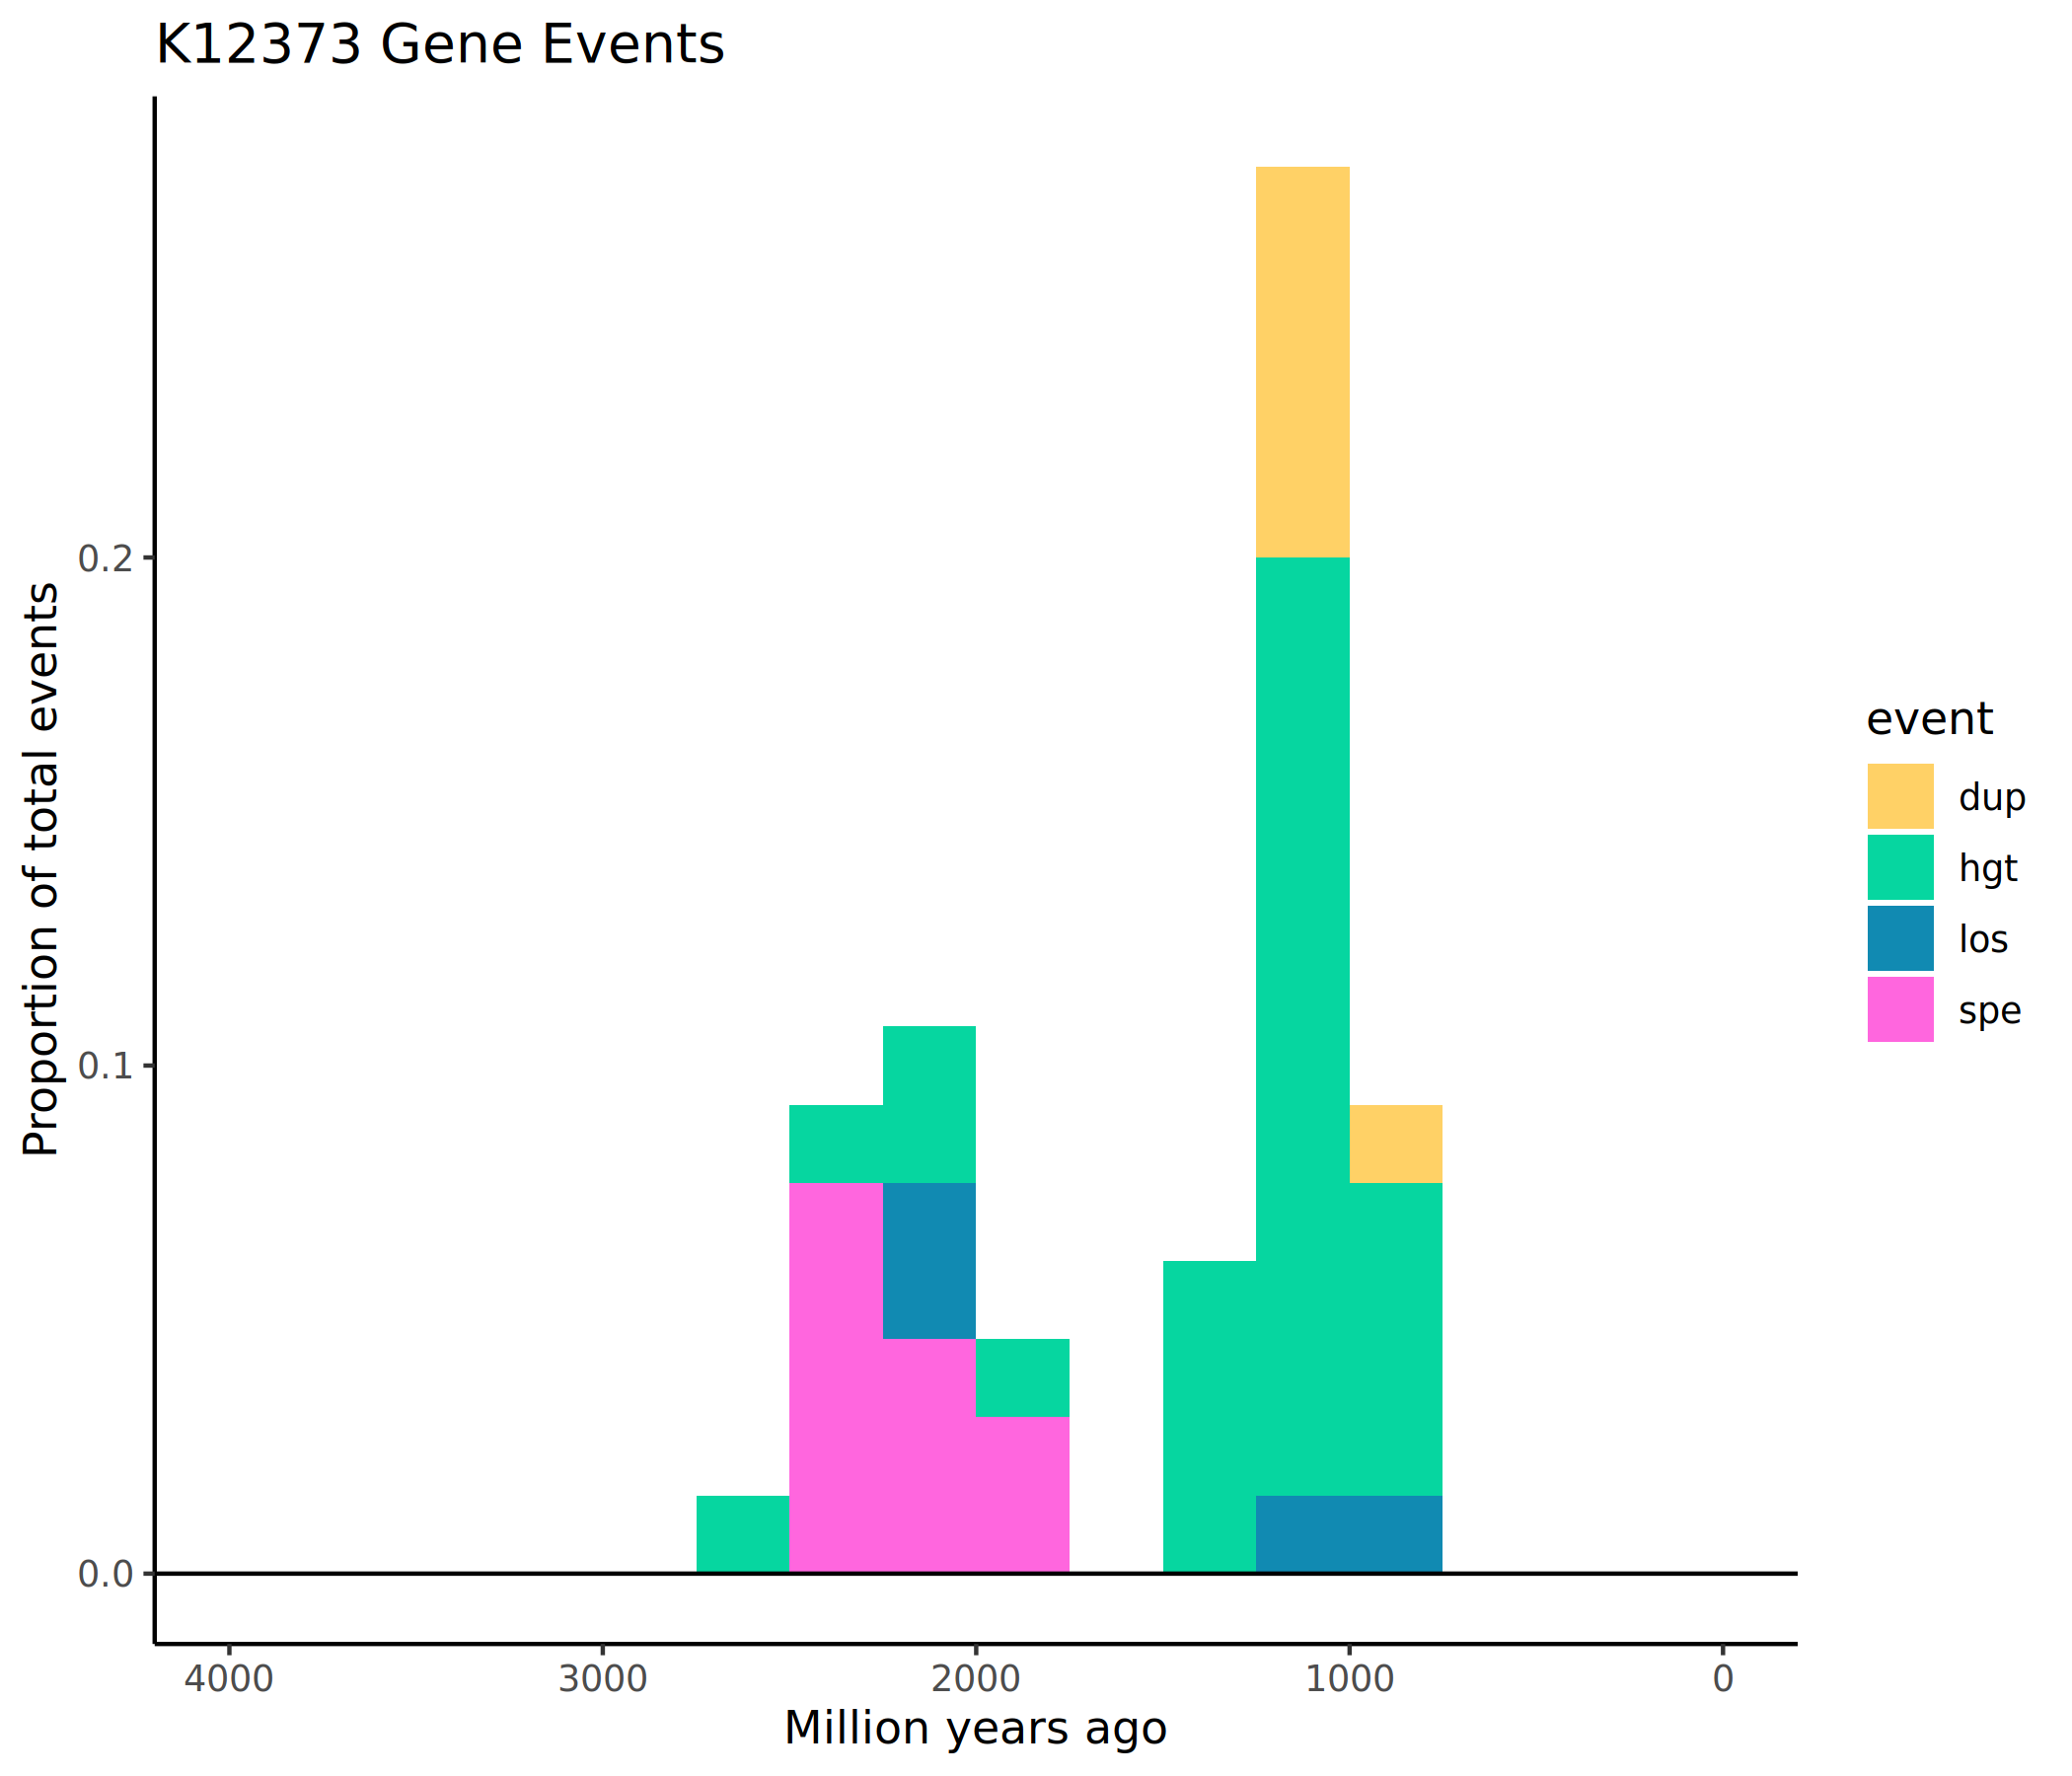 K12373 Gene Events
Proportion of total events
0.2
0.1
0.0
4000 3000 2000 1000 0
Million years ago
event
dup
hgt
los
spe